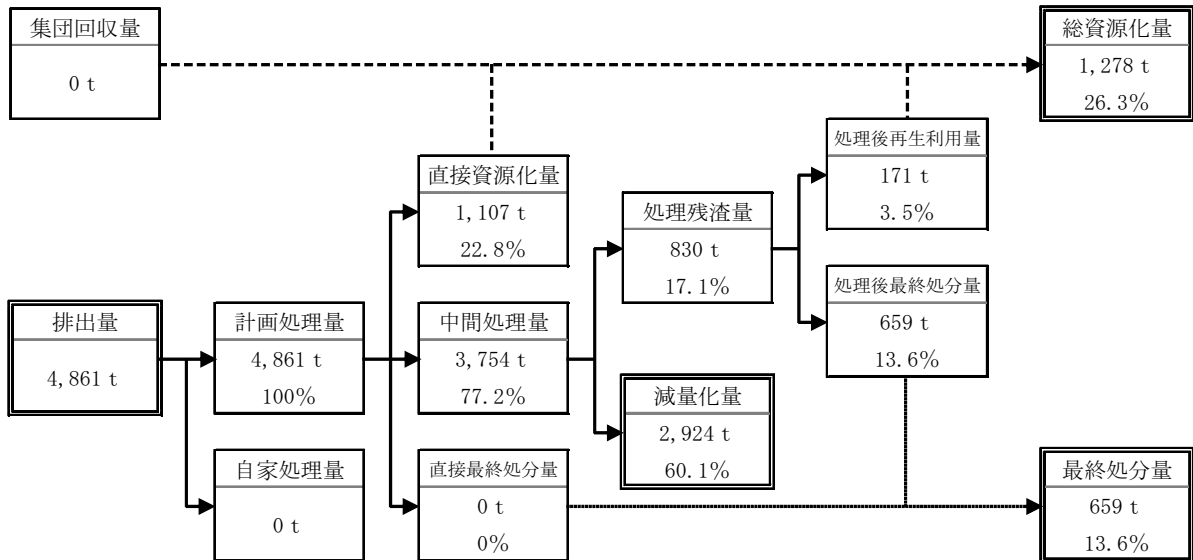 集団回収量
0 t
総資源化量
1,278 t
26.3%
直接資源化量
1,107 t
22.8%
処理後再生利用量
171 t
3.5%
処理残渣量
830 t
17.1%
処理後最終処分量
659 t
13.6%
排出量
4,861 t
計画処理量
4,861 t
100%
中間処理量
3,754 t
77.2%
減量化量
2,924 t
60.1%
自家処理量
0 t
直接最終処分量
0 t
0%
最終処分量
659 t
13.6%